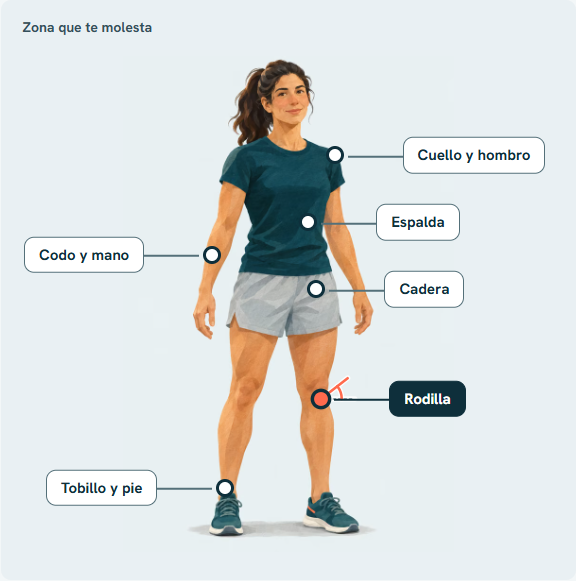 Zona que te molesta
Cuello y hombro
Espalda
Codo y mano
Cadera
Rodilla
Tobillo y pie